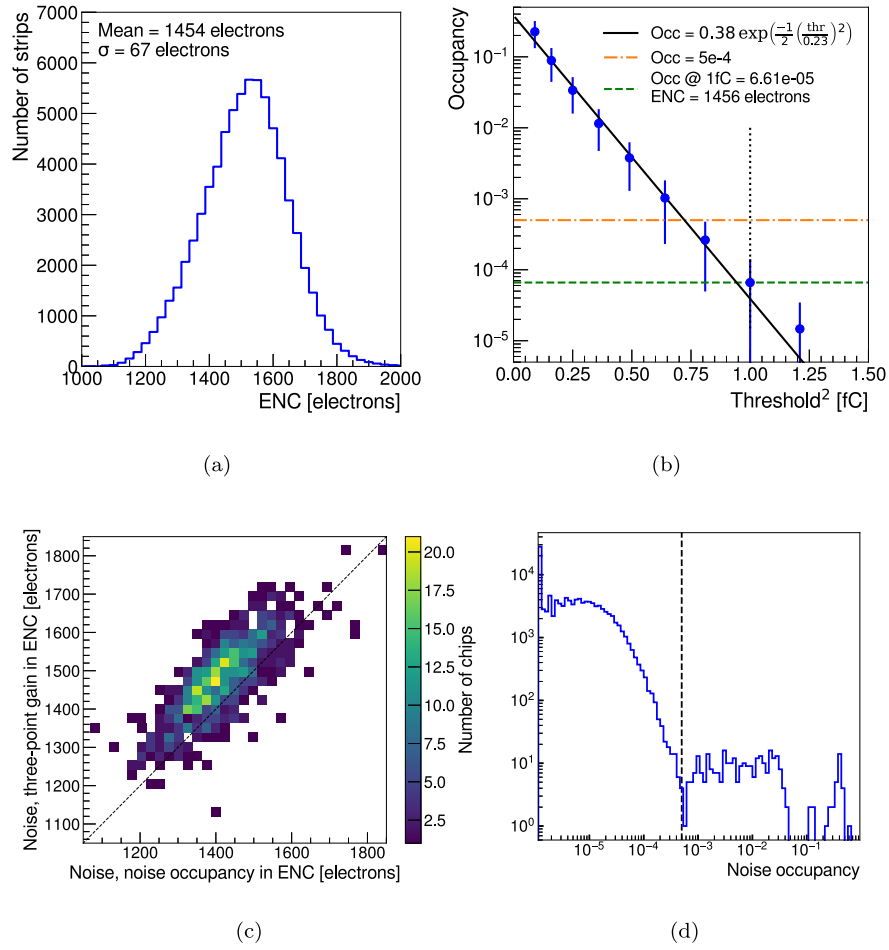 Mean = 1454 electrons
σ = 67 electrons
Number of strips
7000
6000
5000
4000
3000
2000
1000
0
1000 1200 1400 1600 1800 2000
ENC [electrons]
(a)
Occ = 0.38 exp(-1/2 (thr/0.23)²)
Occ = 5e-4
Occ @ 1fC = 6.61e-05
ENC = 1456 electrons
Occupancy
10⁻¹
10⁻²
10⁻³
10⁻⁴
10⁻⁵
0.00 0.25 0.50 0.75 1.00 1.25 1.50
Threshold² [fC]
(b)
Noise, three-point gain in ENC [electrons]
1800
1700
1600
1500
1400
1300
1200
1100
1200 1400 1600 1800
Noise, noise occupancy in ENC [electrons]
20.0
17.5
15.0
12.5
10.0
7.5
5.0
2.5
Number of chips
(c)
10⁴
10³
10²
10¹
10⁰
10⁻⁵ 10⁻⁴ 10⁻³ 10⁻² 10⁻¹ 10⁰
Noise occupancy
(d)